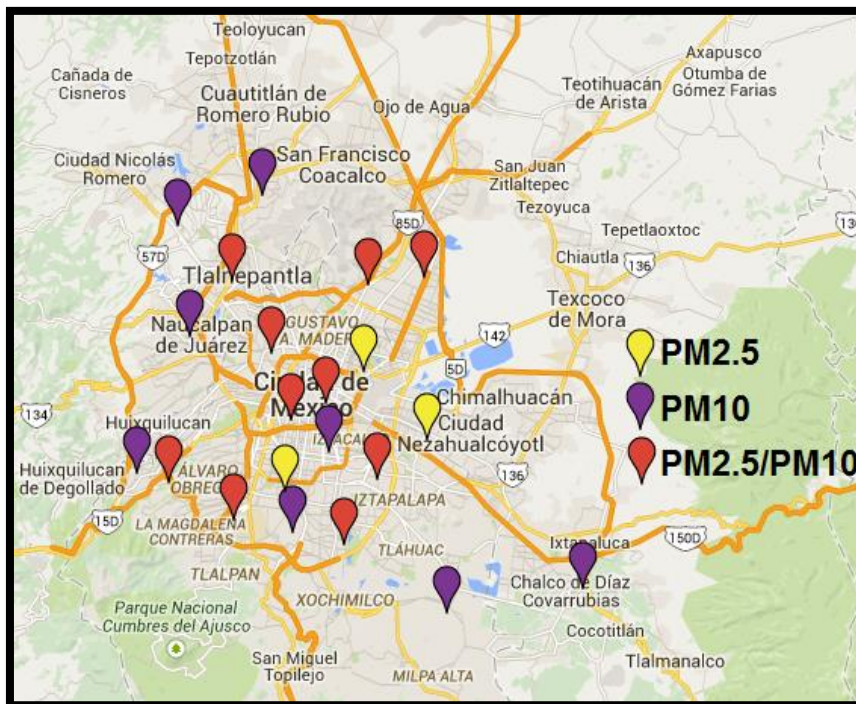 Teoloyucan
Tepotzotlán
Axapusco
Otumba de
Gómez Farias
Cañada de
Cisneros
Cuautitlán de
Romero Rubio
Ojo de Agua
Teotihuacán
de Arista
Ciudad Nicolás
Romero
San Francisco
Coacalco
San Juan
Zitlaltepec
Tezoyuca
85D
Tepetlaoxtoc
136
57D
Chiautla
136
Tlalnepantla
Texcoco
de Mora
Naucalpan
de Juárez
GUSTAVO
A. MADER
142
PM2.5
5D
Ciudad de
México
Chimalhuacán
134
Huixquilucan
Ciudad
Nezahualcóyotl
PM10
IZTACAL
Huixquilucan
de Degollado
ÁLVARO
OBREG
136
PM2.5/PM10
IZTAPALAPA
15D
LA MAGDALENA
CONTRERAS
Ixtapaluca
150D
TLÁHUAC
TLALPAN
Chalco de Díaz
Covarrubias
XOCHIMILCO
Parque Nacional
Cumbres del Ajusco
Cocotitlán
San Miguel
Topilejo
Tlalmanalco
MILPA ALTA